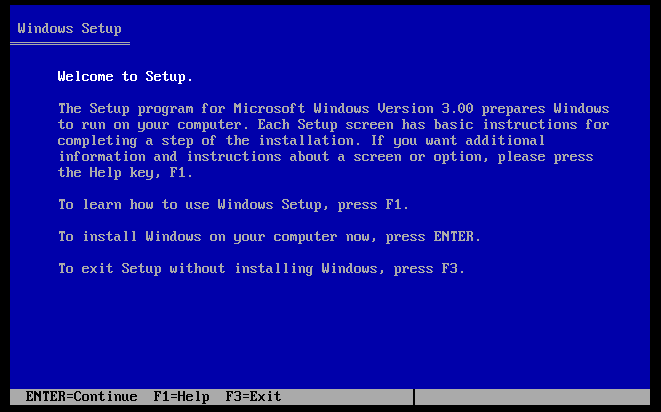 Windows Setup
Welcome to Setup.
The Setup program for Microsoft Windows Version 3.00 prepares Windows
to run on your computer. Each Setup screen has basic instructions for
completing a step of the installation. If you want additional
information and instructions about a screen or option, please press
the Help key, F1.
To learn how to use Windows Setup, press F1.
To install Windows on your computer now, press ENTER.
To exit Setup without installing Windows, press F3.
ENTER=Continue  F1=Help  F3=Exit